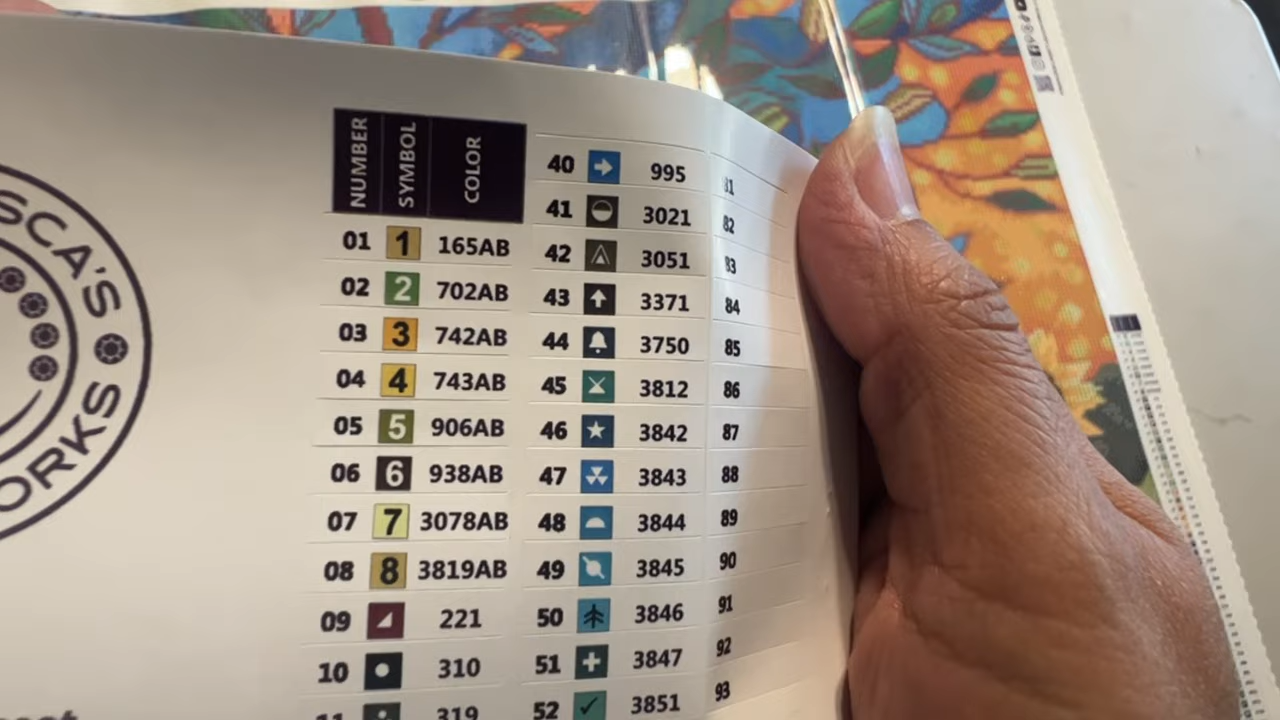 SCA'S
ORKS
NUMBER SYMBOL COLOR
01 1 165AB
02 2 702AB
03 3 742AB
04 4 743AB
05 5 906AB
06 6 938AB
07 7 3078AB
08 8 3819AB
09 221
10 310
11 319
40 995
41 3021
42 3051
43 3371
44 3750
45 3812
46 3842
47 3843
48 3844
49 3845
50 3846
51 3847
52 3851
81
82
83
84
85
86
87
88
89
90
91
92
93